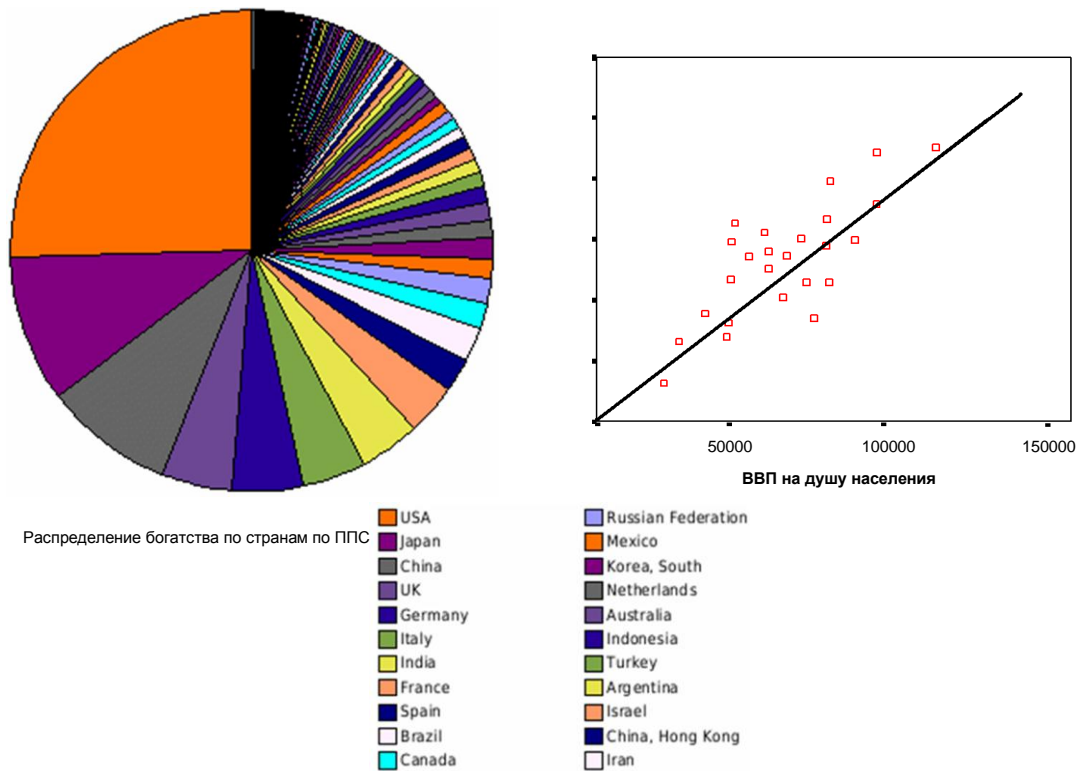 50000
100000
150000
ВВП на душу населения
Распределение богатства по странам по ППС
USA
Japan
China
UK
Germany
Italy
India
France
Spain
Brazil
Canada
Russian Federation
Mexico
Korea, South
Netherlands
Australia
Indonesia
Turkey
Argentina
Israel
China, Hong Kong
Iran